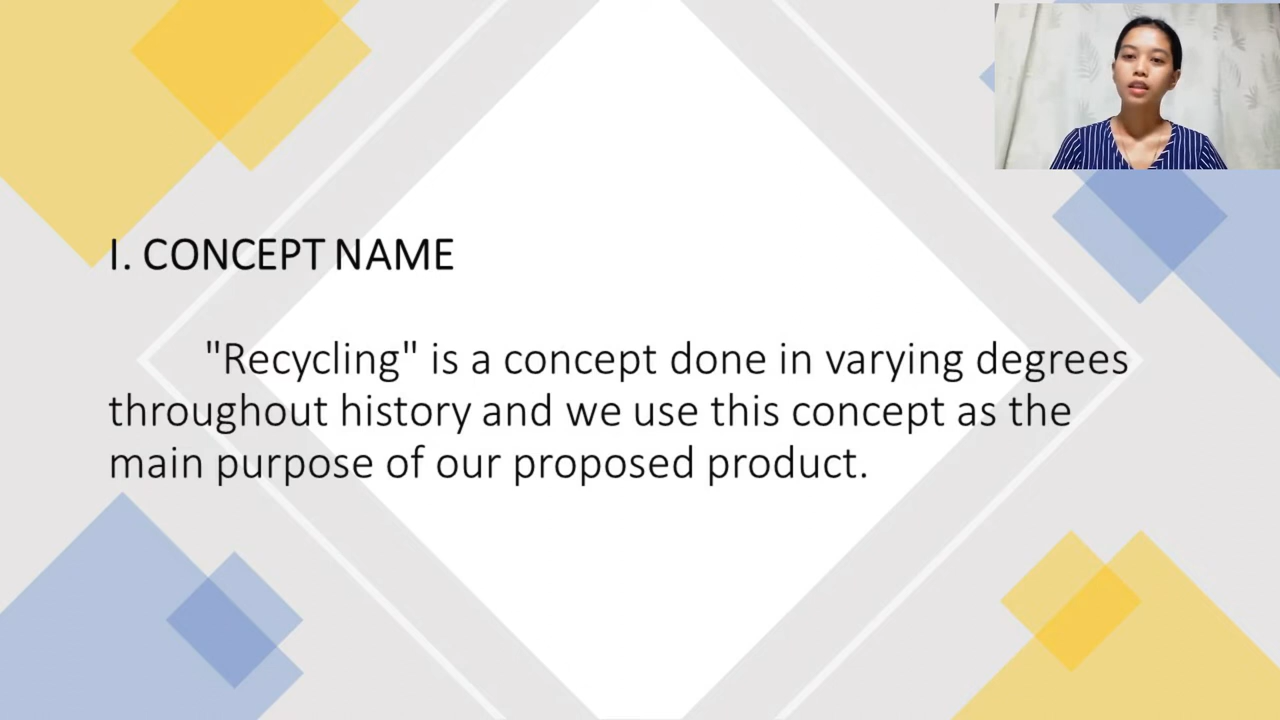 I. CONCEPT NAME
"Recycling" is a concept done in varying degrees
throughout history and we use this concept as the
main purpose of our proposed product.